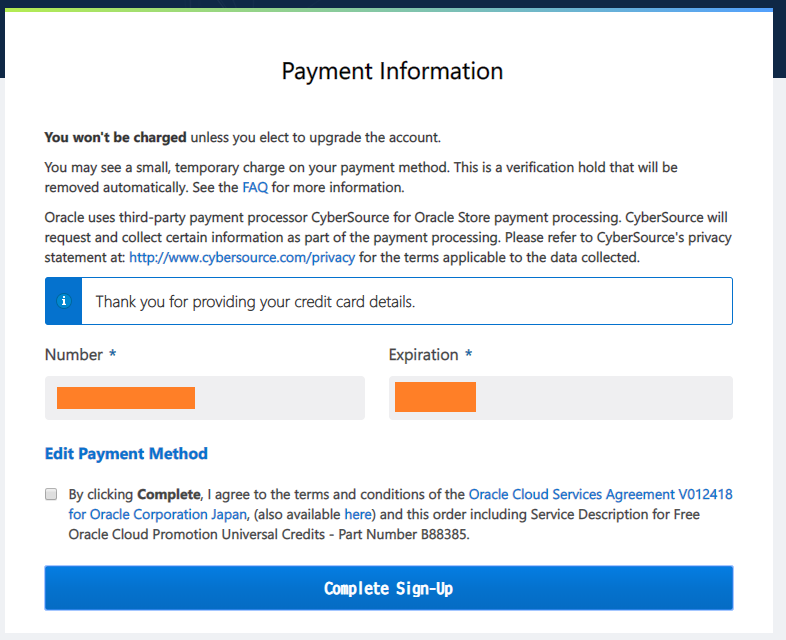 Payment Information
You won't be charged unless you elect to upgrade the account.
You may see a small, temporary charge on your payment method. This is a verification hold that will be
removed automatically. See the FAQ for more information.
Oracle uses third-party payment processor CyberSource for Oracle Store payment processing. CyberSource will
request and collect certain information as part of the payment processing. Please refer to CyberSource's privacy
statement at: http://www.cybersource.com/privacy for the terms applicable to the data collected.
i Thank you for providing your credit card details.
Number * Expiration *
Edit Payment Method
By clicking Complete, I agree to the terms and conditions of the Oracle Cloud Services Agreement V012418
for Oracle Corporation Japan, (also available here) and this order including Service Description for Free
Oracle Cloud Promotion Universal Credits - Part Number B88385.
Complete Sign-Up